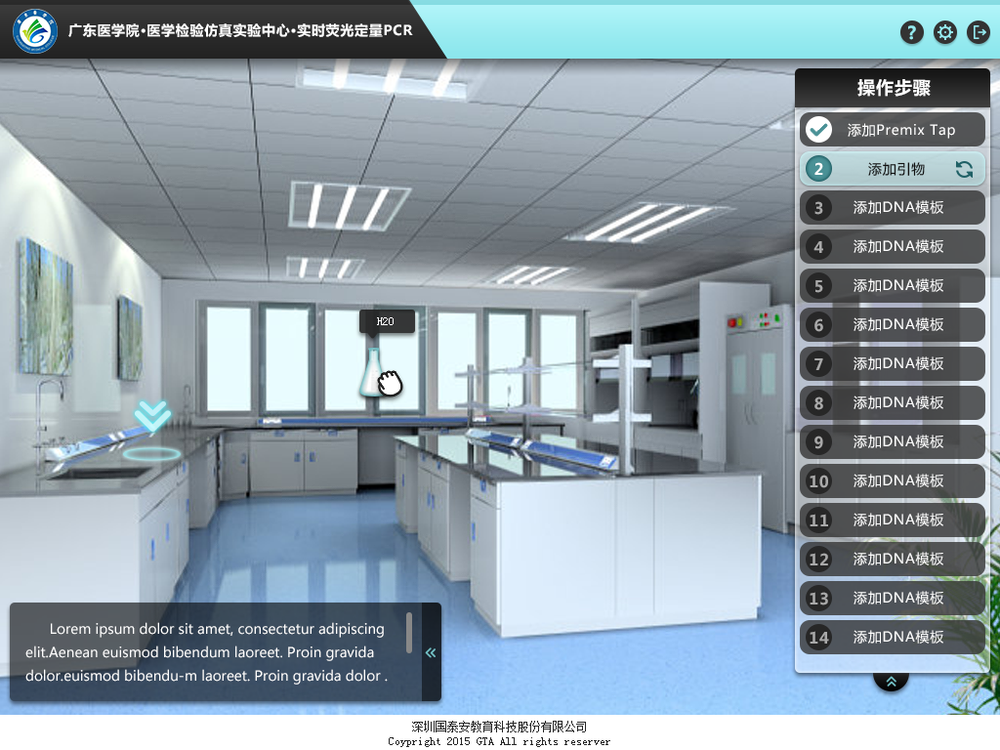 广东医学院•医学检验仿真实验中心•实时荧光定量PCR
?
操作步骤
添加Premix Tap
2 添加引物
3 添加DNA模板
4 添加DNA模板
5 添加DNA模板
6 添加DNA模板
7 添加DNA模板
8 添加DNA模板
9 添加DNA模板
10 添加DNA模板
11 添加DNA模板
12 添加DNA模板
13 添加DNA模板
14 添加DNA模板
H2O
Lorem ipsum dolor sit amet, consectetur adipiscing
elit.Aenean euismod bibendum laoreet. Proin gravida
dolor.euismod bibendu-m laoreet. Proin gravida dolor .
深圳国泰安教育科技股份有限公司
Copyright 2015 GTA All rights reserver